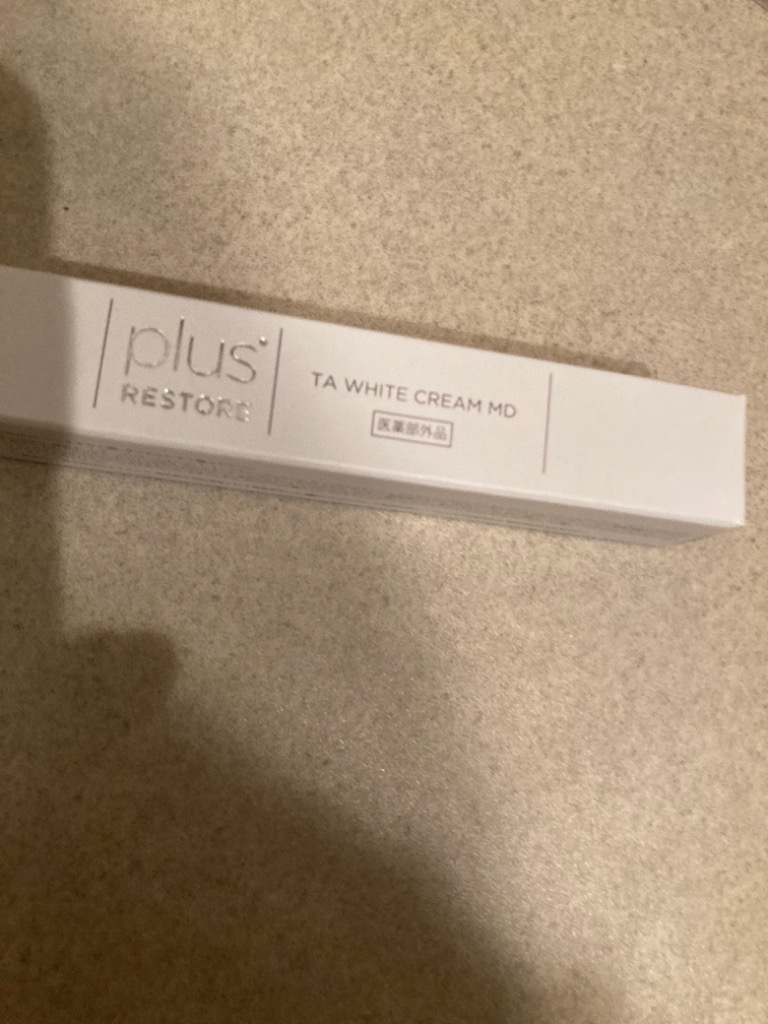 plus
RESTORE
TA WHITE CREAM MD
医薬部外品